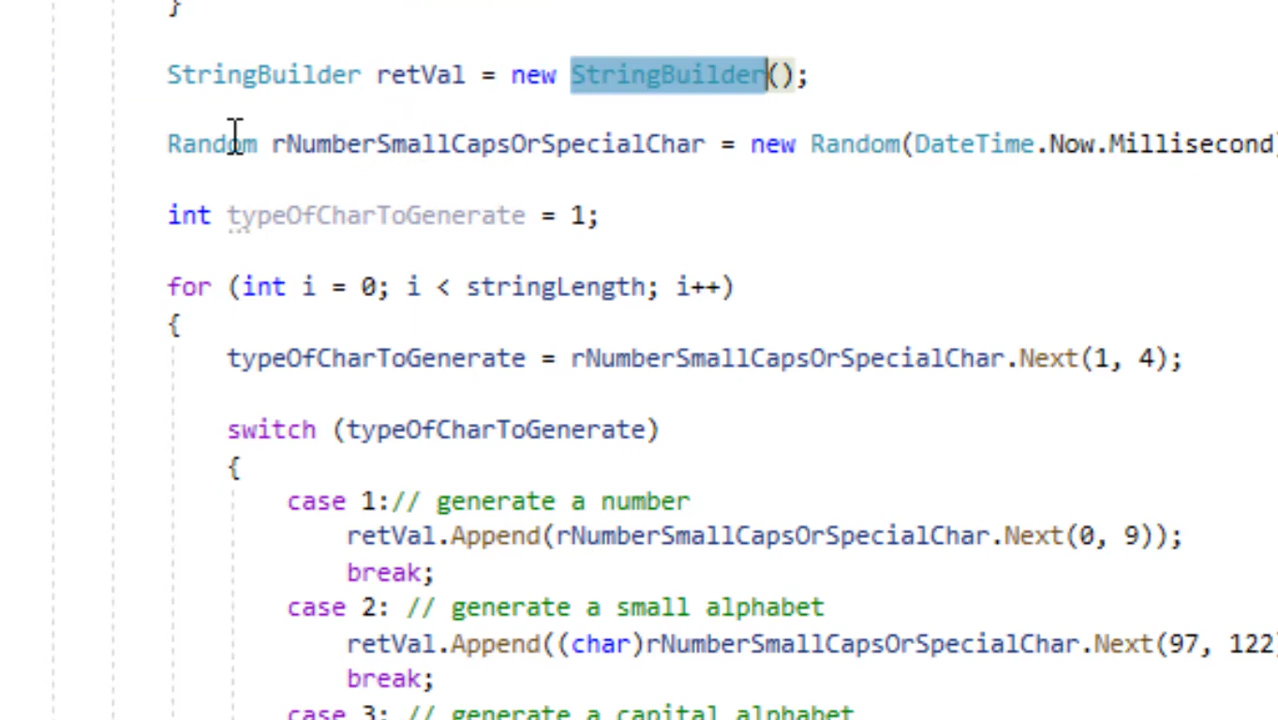 }
StringBuilder retVal = new StringBuilder();
Random rNumberSmallCapsOrSpecialChar = new Random(DateTime.Now.Millisecond)
int typeOfCharToGenerate = 1;
for (int i = 0; i < stringLength; i++)
{
typeOfCharToGenerate = rNumberSmallCapsOrSpecialChar.Next(1, 4);
switch (typeOfCharToGenerate)
{
case 1:// generate a number
retVal.Append(rNumberSmallCapsOrSpecialChar.Next(0, 9));
break;
case 2: // generate a small alphabet
retVal.Append((char)rNumberSmallCapsOrSpecialChar.Next(97, 122)
break;
case 3: // generate a capital alphabet